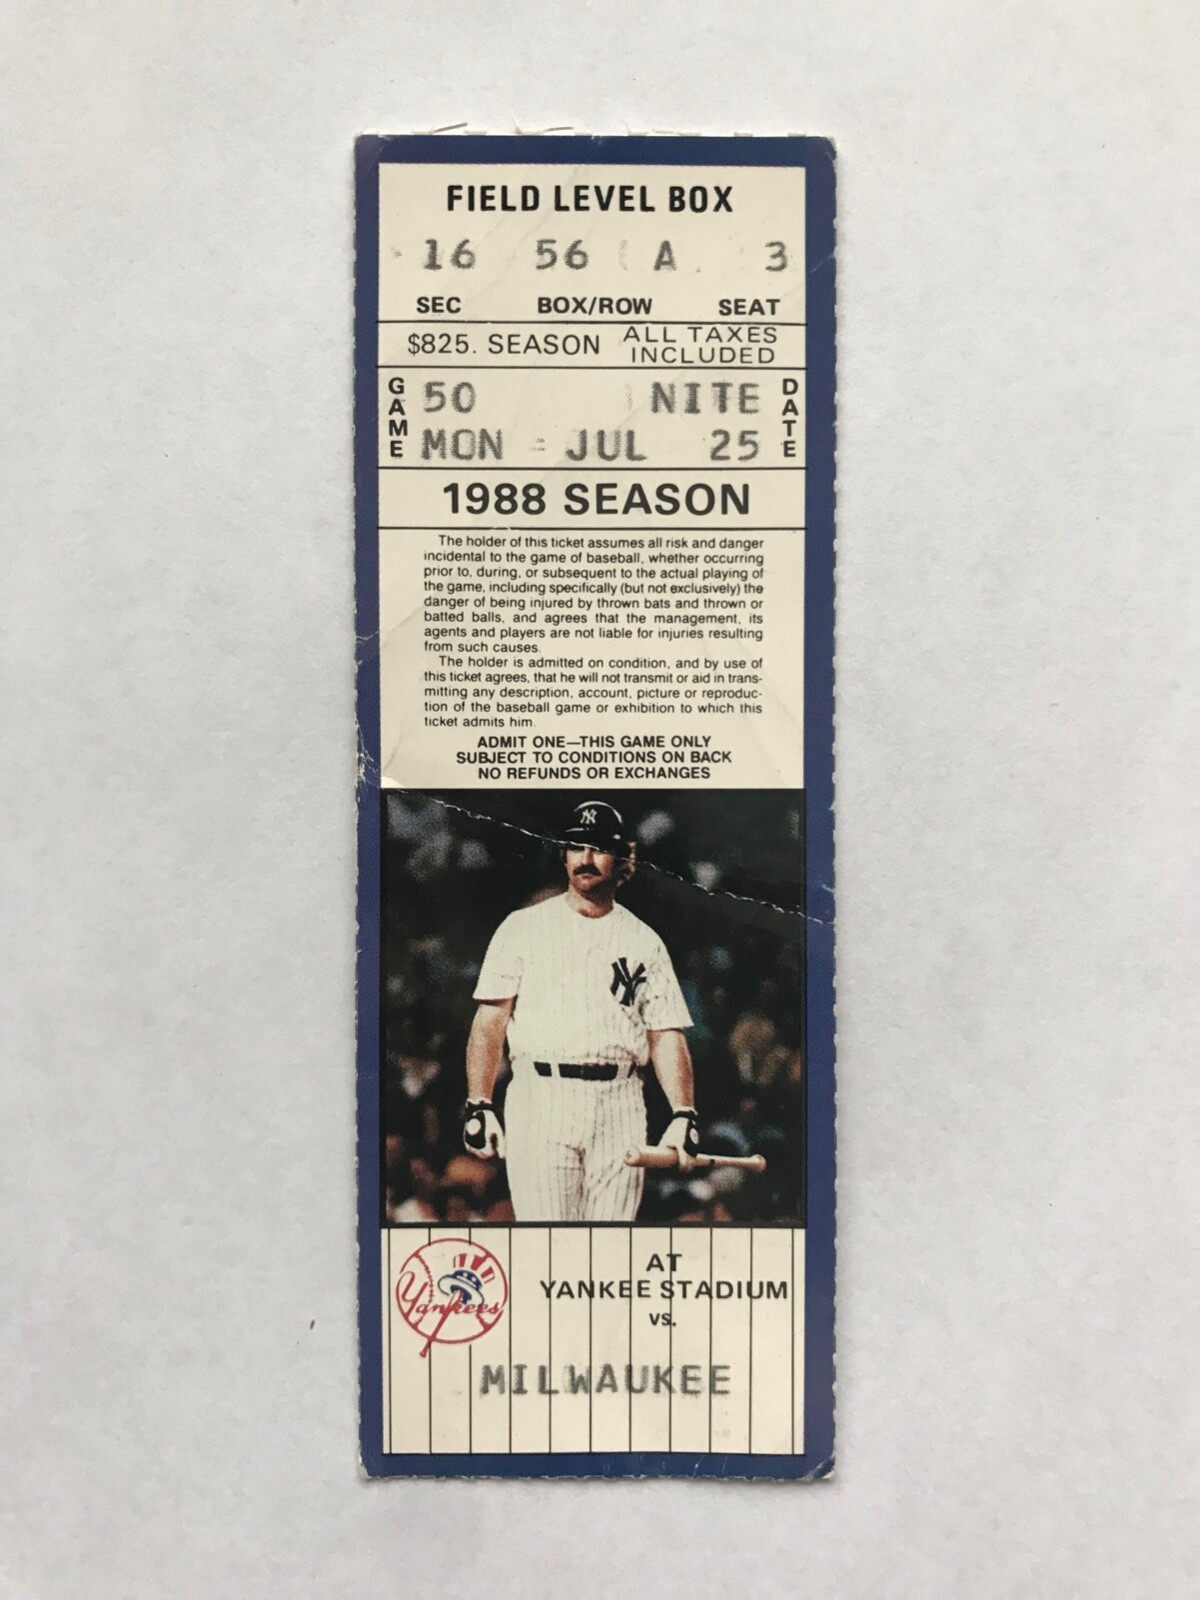 FIELD LEVEL BOX
16 56 A 3
SEC BOX/ROW SEAT
$825. SEASON ALL TAXES INCLUDED
GAME 50 NITE DATE
MON = JUL 25
1988 SEASON
The holder of this ticket assumes all risk and danger
incidental to the game of baseball, whether occurring
prior to, during, or subsequent to the actual playing of
the game, including specifically (but not exclusively) the
danger of being injured by thrown bats and thrown or
batted balls, and agrees that the management, its
agents and players are not liable for injuries resulting
from such causes.
The holder is admitted on condition, and by use of
this ticket agrees, that he will not transmit or aid in trans-
mitting any description, account, picture or reproduc-
tion of the baseball game or exhibition to which this
ticket admits him.
ADMIT ONE—THIS GAME ONLY
SUBJECT TO CONDITIONS ON BACK
NO REFUNDS OR EXCHANGES
NY
NY
Yankees
AT
YANKEE STADIUM
VS.
MILWAUKEE